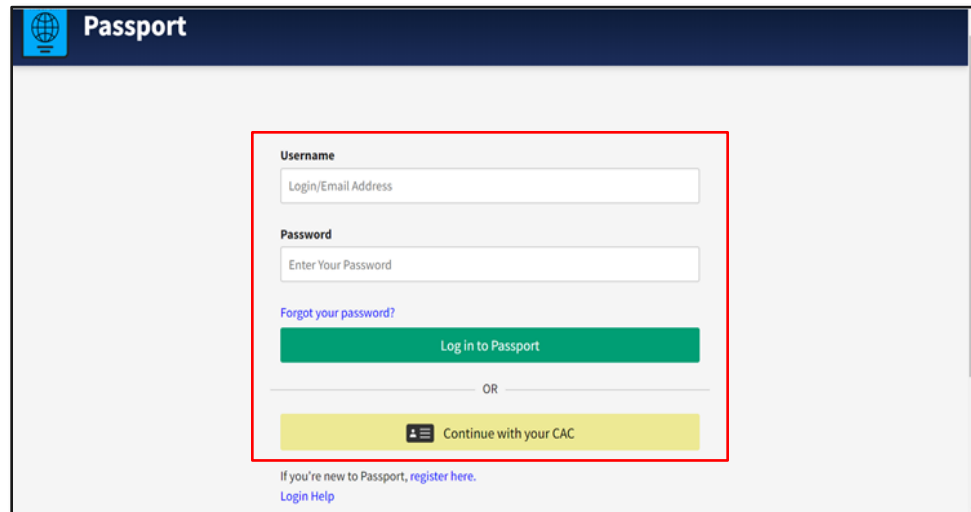 Passport
Username
Login/Email Address
Password
Enter Your Password
Forgot your password?
Log in to Passport
OR
Continue with your CAC
If you're new to Passport, register here.
Login Help